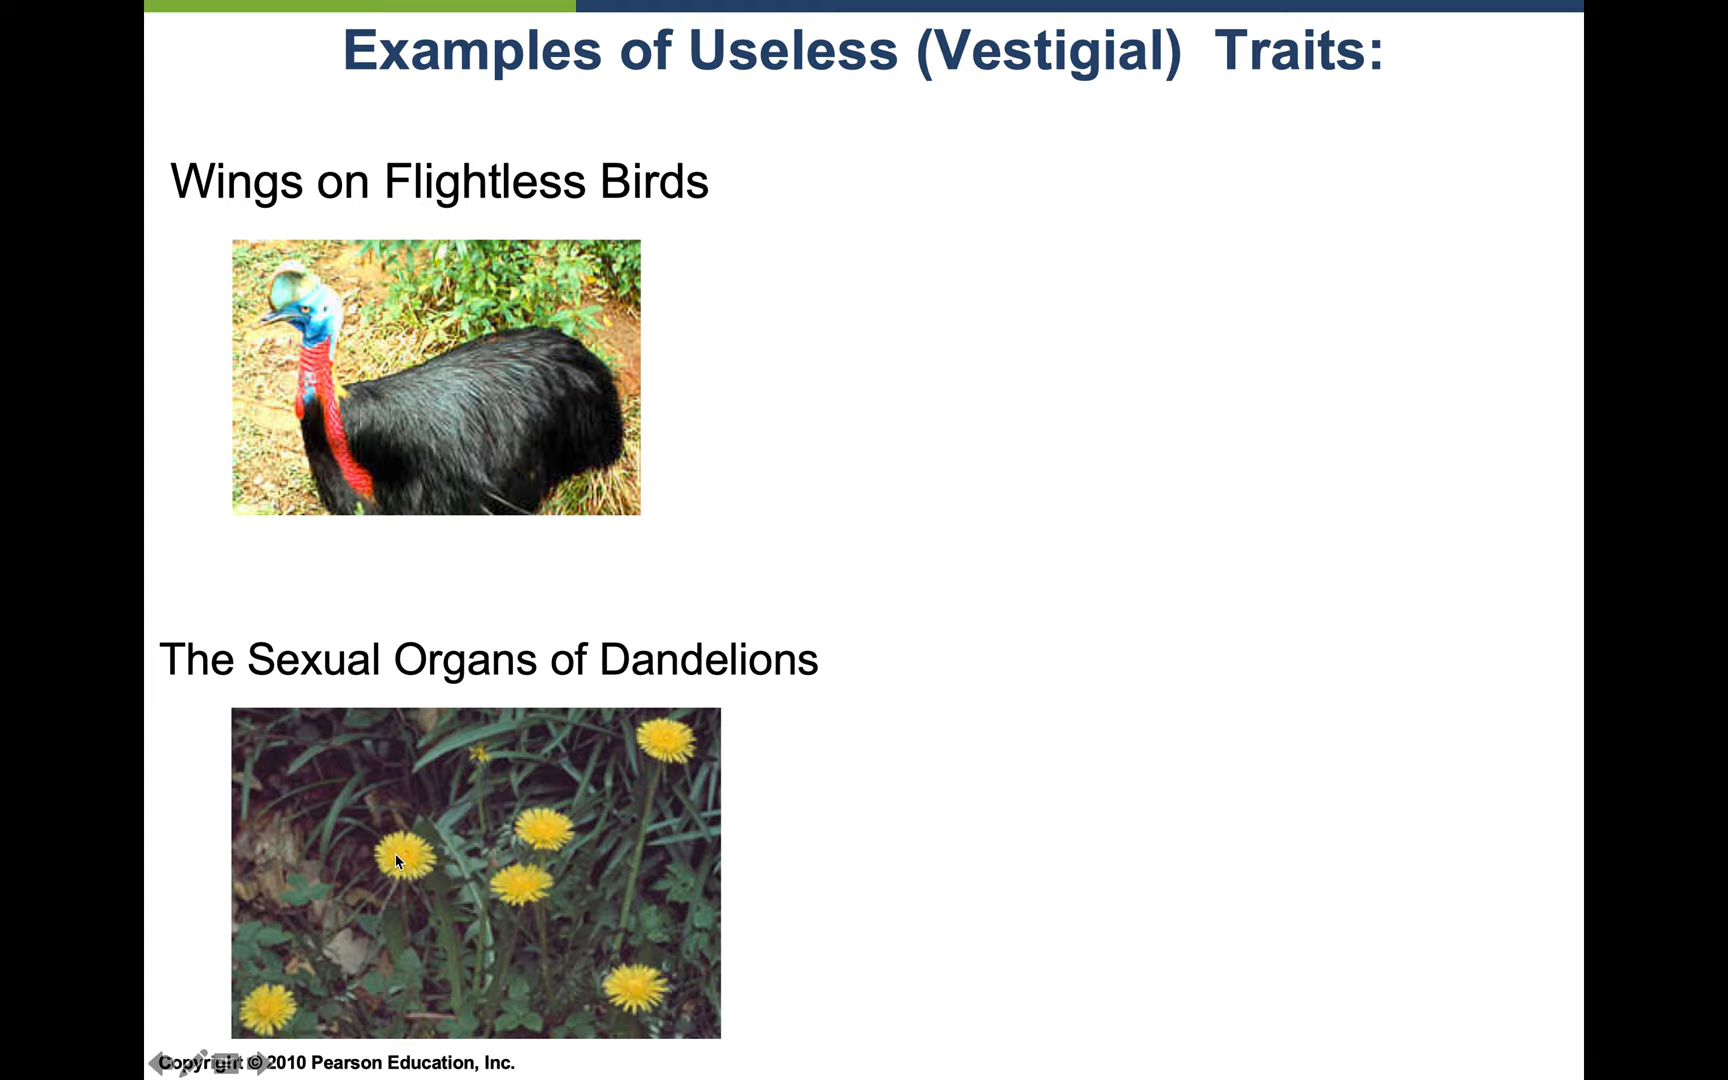 Examples of Useless (Vestigial)  Traits:
Wings on Flightless Birds
The Sexual Organs of Dandelions
Copyright © 2010 Pearson Education, Inc.